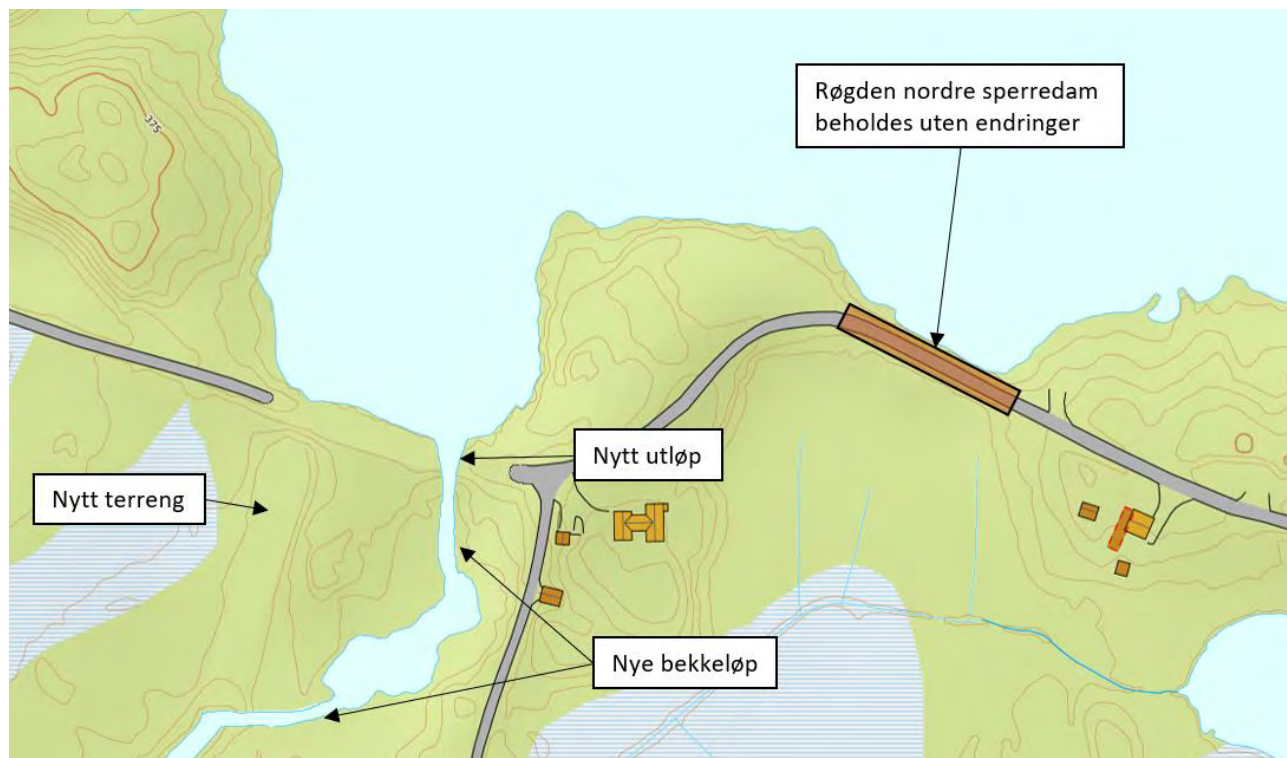 Røgden nordre sperredam
beholdes uten endringer
375
Nytt utløp
Nytt terreng
Nye bekkeløp